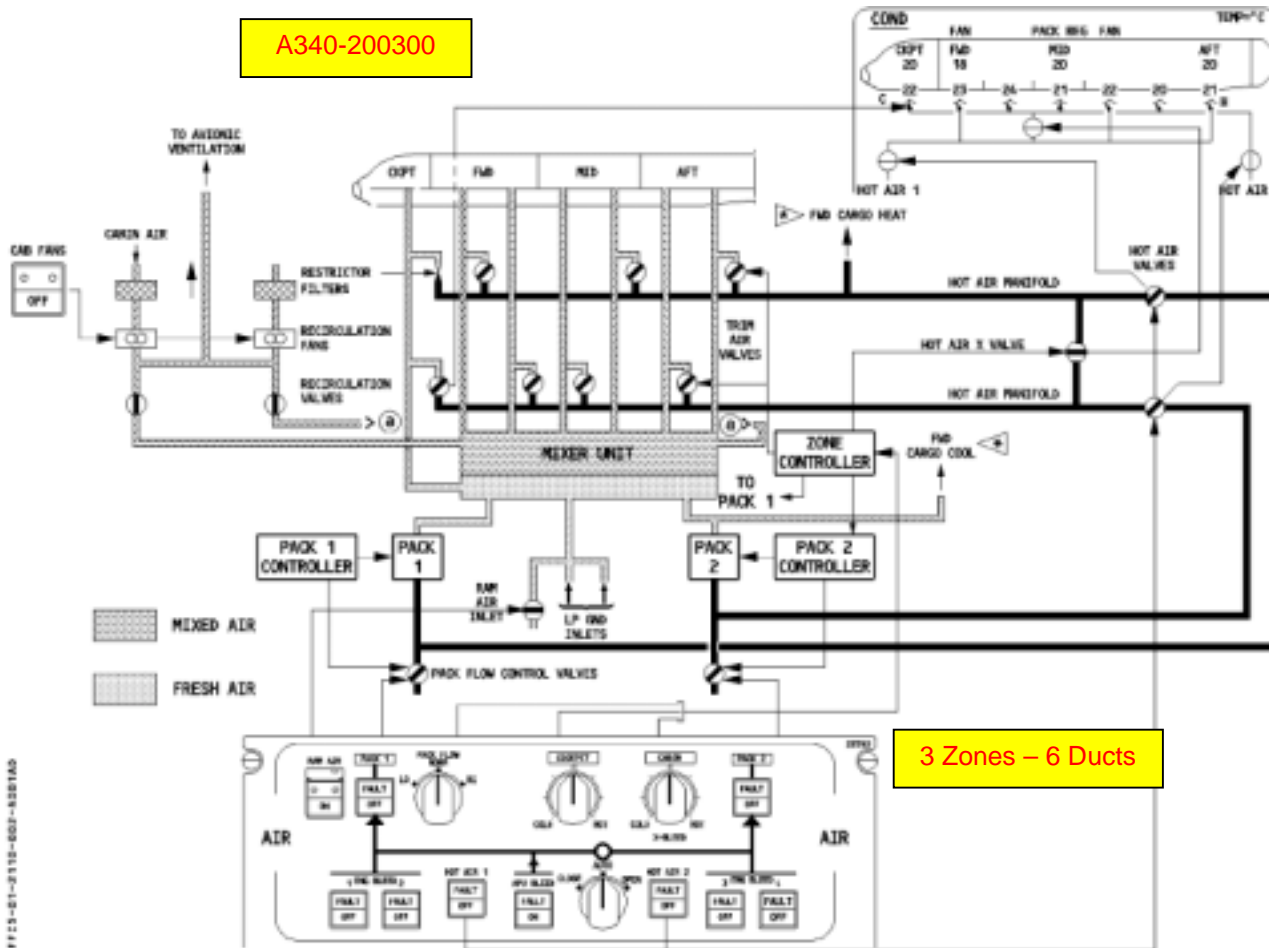 A340-200300
COND
TEMP=°C
FAN
PACK REG FAN
CKPT
FWD
MID
AFT
20
18
20
20
22
23
24
21
22
20
21
C
HOT AIR 1
HOT AIR
TO AVIONIC
VENTILATION
CKPT
FWD
MID
AFT
CABIN AIR
CAB FANS
OFF
RESTRICTOR
FILTERS
RECIRCULATION
FANS
RECIRCULATION
VALVES
FWD CARGO HEAT
HOT AIR
VALVES
HOT AIR MANIFOLD
TRIM
AIR
VALVES
HOT AIR X VALVE
HOT AIR MANIFOLD
a
a
MIXER UNIT
ZONE
CONTROLLER
FWD
CARGO COOL
TO
PACK 1
PACK 1
CONTROLLER
PACK
1
PACK
2
PACK 2
CONTROLLER
RAM
AIR
INLET
LP GND
INLETS
MIXED AIR
PACK FLOW CONTROL VALVES
FRESH AIR
3 Zones – 6 Ducts
RAM AIR
ON
PACK 1
FAULT
OFF
PACK FLOW
LO
HI
COCKPIT
COLD
HOT
CABIN
COLD
HOT
PACK 2
FAULT
OFF
AIR
AIR
X-BLEED
AUTO
CLOSE
OPEN
1 ENG BLEED 2
FAULT
OFF
FAULT
OFF
HOT AIR 1
FAULT
OFF
APU BLEED
FAULT
ON
HOT AIR 2
FAULT
OFF
3 ENG BLEED 4
FAULT
OFF
FAULT
OFF